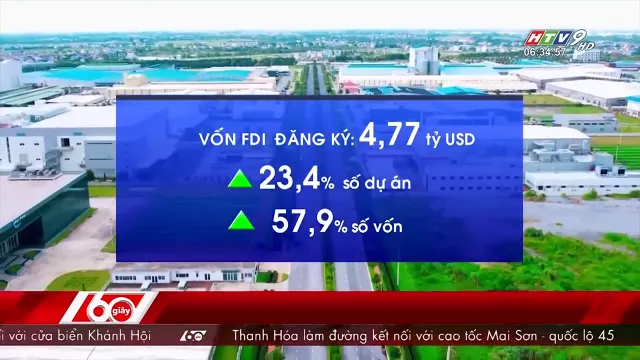 HTV9 HD
06:34:57
VỐN FDI ĐĂNG KÝ: 4,77 tỷ USD
23,4% số dự án
57,9% số vốn
60 giây
ối với cửa biển Khánh Hội 60 Thanh Hóa làm đường kết nối với cao tốc Mai Sơn - quốc lộ 45